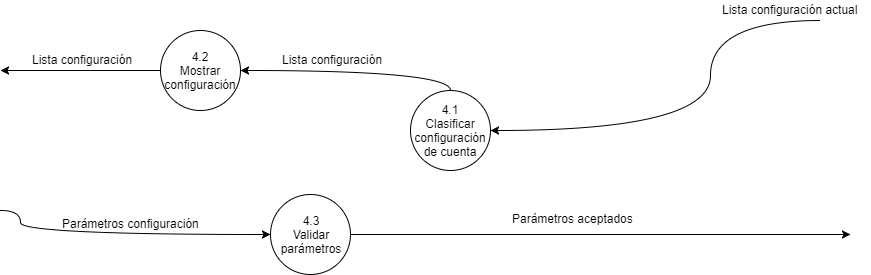 Lista configuración actual
Lista configuración
4.2
Mostrar
configuración
Lista configuración
4.1
Clasificar
configuración
de cuenta
Parámetros configuración
4.3
Validar
parámetros
Parámetros aceptados